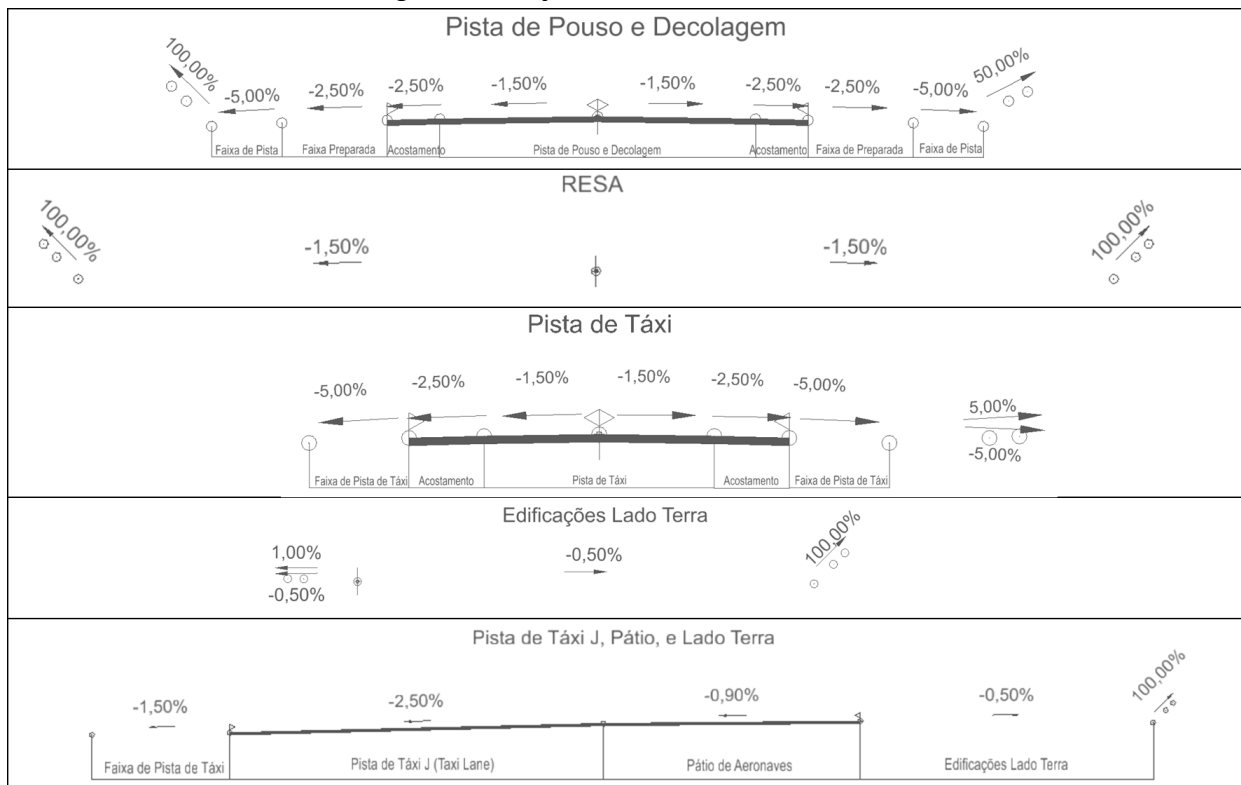 Pista de Pouso e Decolagem
100,00% -5,00% -2,50% -2,50% -1,50% -1,50% -2,50% -2,50% -5,00% 50,00%
Faixa de Pista Faixa Preparada Acostamento Pista de Pouso e Decolagem Acostamento Faixa de Preparada Faixa de Pista
RESA
100,00% -1,50% -1,50% 100,00%
Pista de Táxi
-5,00% -2,50% -1,50% -1,50% -2,50% -5,00% 5,00%
-5,00%
Faixa de Pista de Táxi Acostamento Pista de Táxi Acostamento Faixa de Pista de Táxi
Edificações Lado Terra
1,00% -0,50% 100,00%
-0,50%
Pista de Táxi J, Pátio, e Lado Terra
-1,50% -2,50% -0,90% -0,50% 100,00%
Faixa de Pista de Táxi Pista de Táxi J (Taxi Lane) Pátio de Aeronaves Edificações Lado Terra